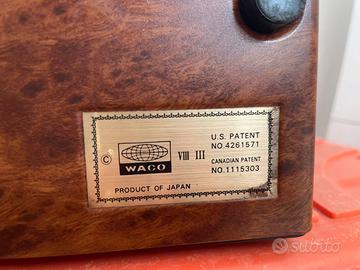 U.S. PATENT
NO.4261571
© WACO VIII-III
CANADIAN PATENT
NO.1115303
PRODUCT OF JAPAN
subito